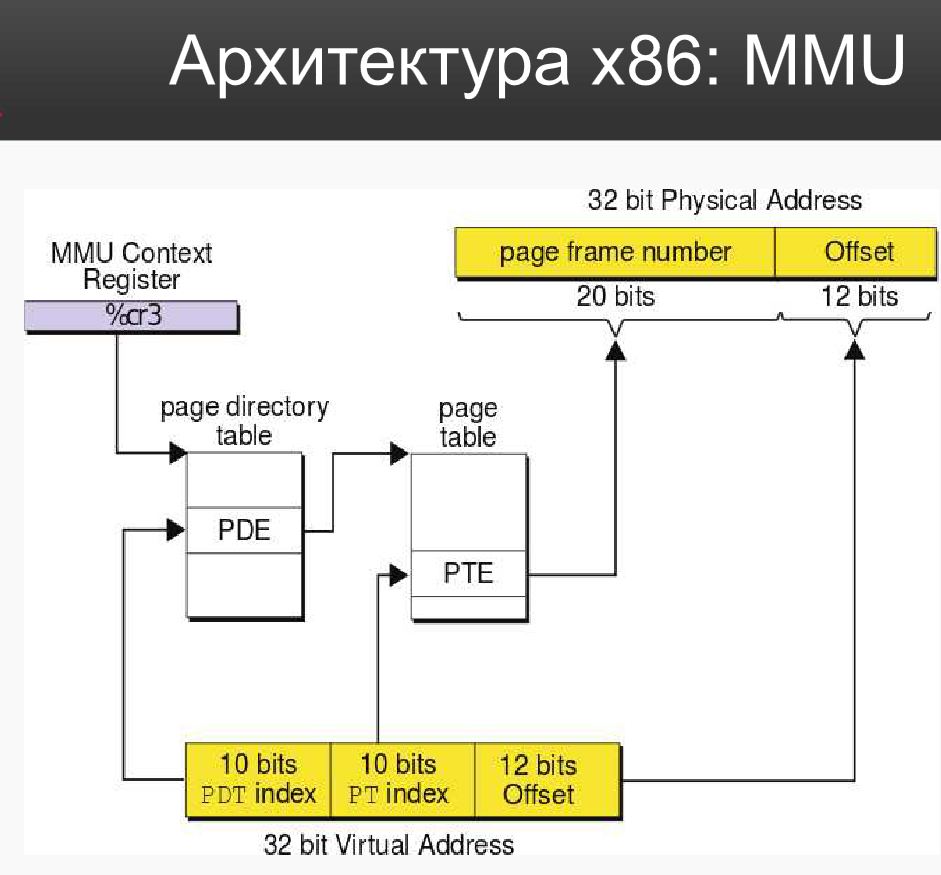 Архитектура x86: MMU
32 bit Physical Address
page frame number
Offset
20 bits
12 bits
MMU Context
Register
%cr3
page directory
table
page
table
PDE
PTE
10 bits
PDT index
10 bits
PT index
12 bits
Offset
32 bit Virtual Address